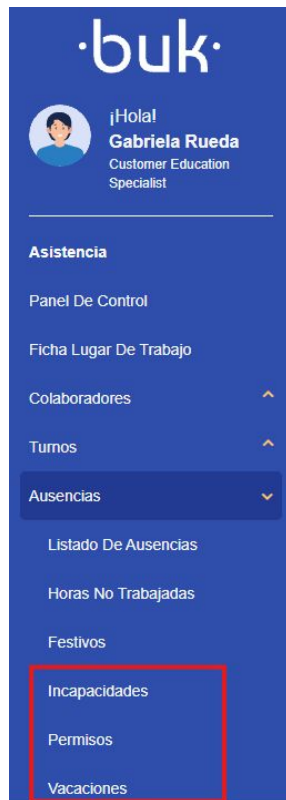 ·buk·
¡Hola!
Gabriela Rueda
Customer Education
Specialist
Asistencia
Panel De Control
Ficha Lugar De Trabajo
Colaboradores
Turnos
Ausencias
Listado De Ausencias
Horas No Trabajadas
Festivos
Incapacidades
Permisos
Vacaciones